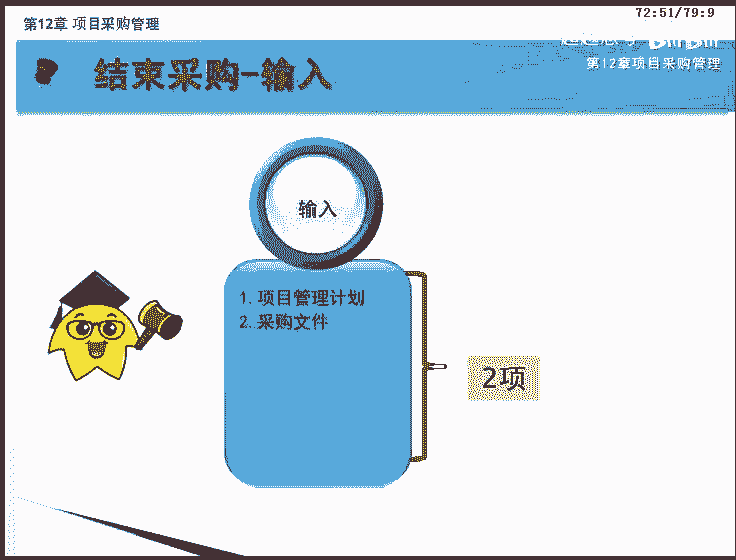 第12章 项目采购管理
72:51/79:9
结束采购-输入
第12章项目采购管理
输入
1. 项目管理计划
2. 采购文件
2项